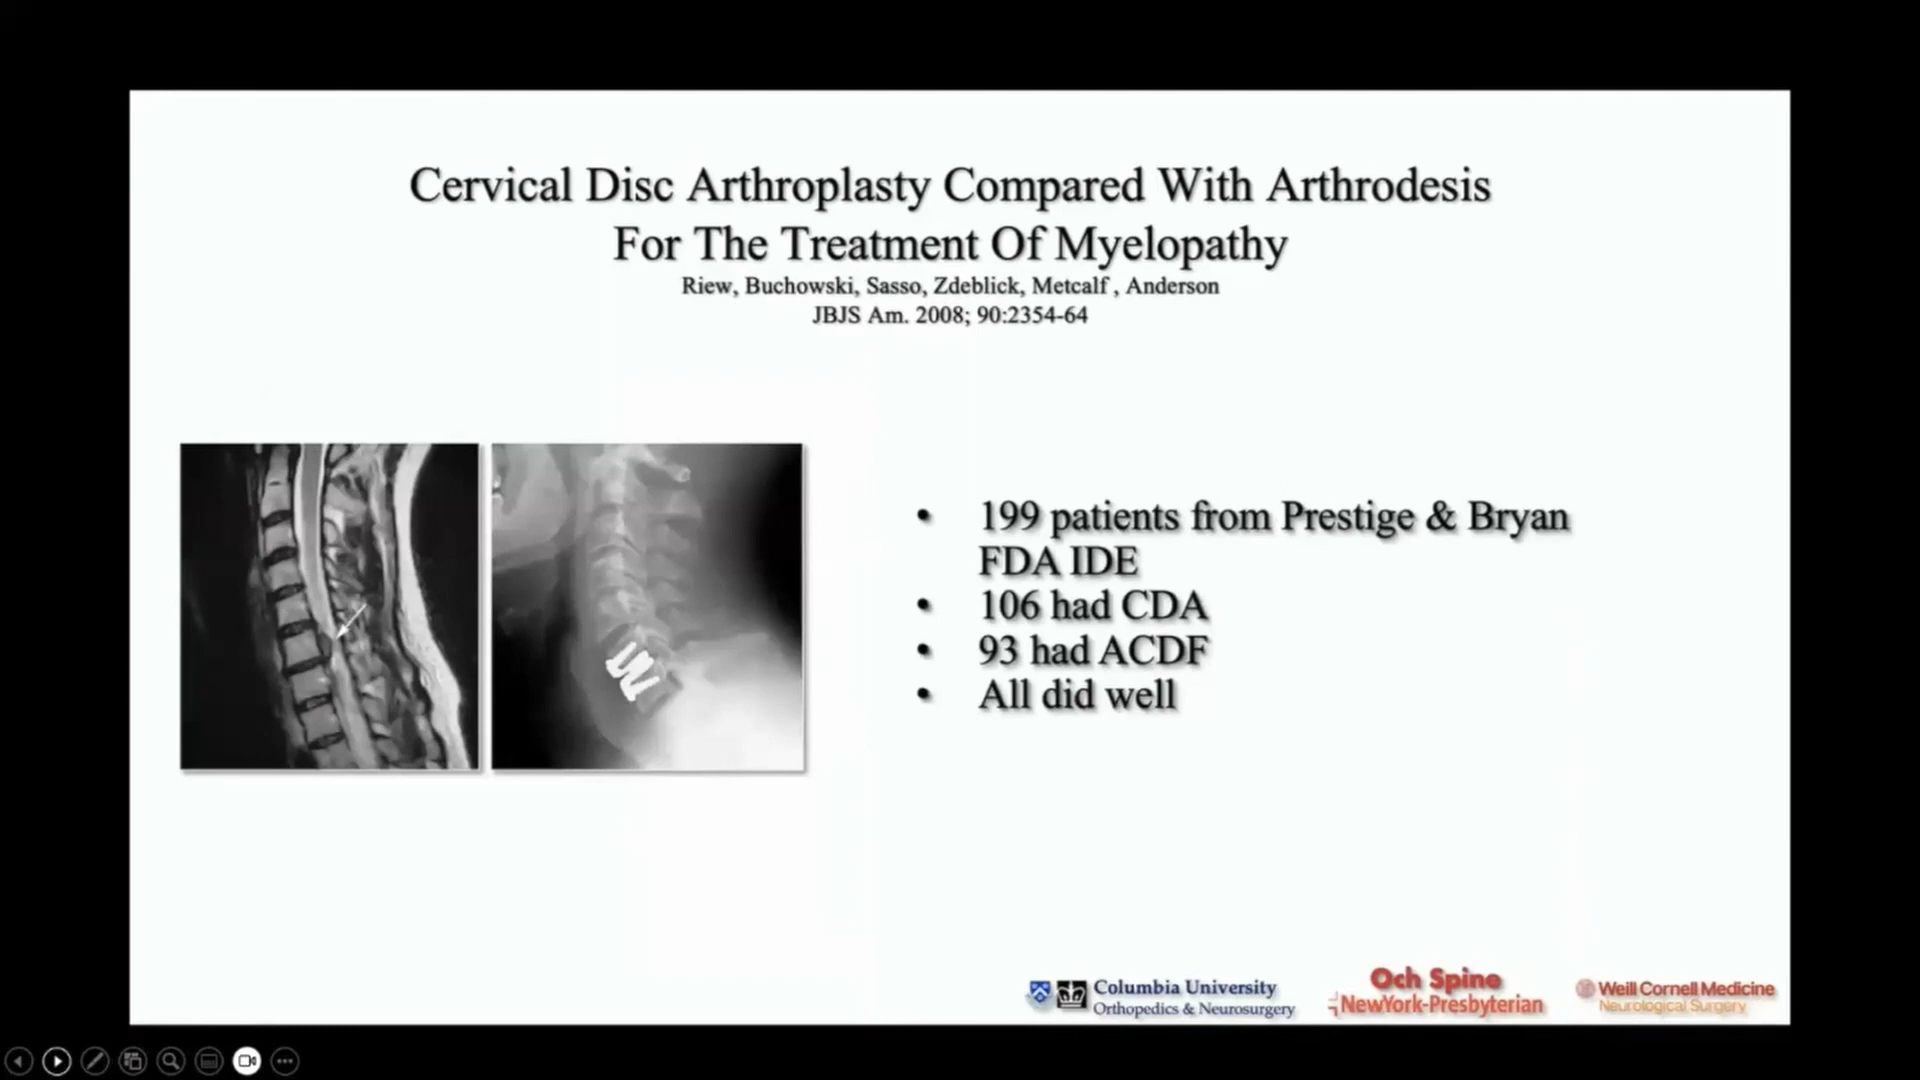 Cervical Disc Arthroplasty Compared With Arthrodesis
For The Treatment Of Myelopathy
Riew, Buchowski, Sasso, Zdeblick, Metcalf , Anderson
JBJS Am. 2008; 90:2354-64
• 199 patients from Prestige & Bryan
FDA IDE
• 106 had CDA
• 93 had ACDF
• All did well
Columbia University
Orthopedics & Neurosurgery
Och Spine
NewYork-Presbyterian
Weill Cornell Medicine
Neurological Surgery